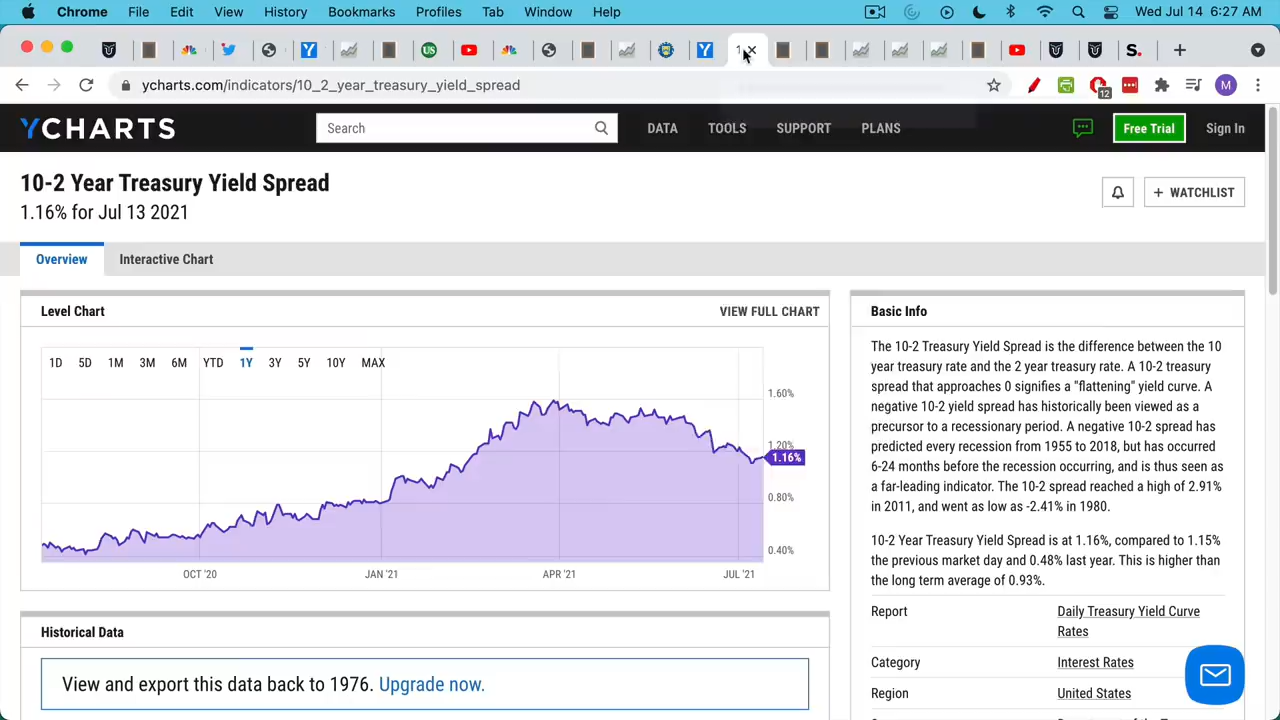 Chrome File Edit View History Bookmarks Profiles Tab Window Help Wed Jul 14 6:27 AM
ycharts.com/indicators/10_2_year_treasury_yield_spread
12
M
YCHARTS Search DATA TOOLS SUPPORT PLANS Free Trial Sign In
10-2 Year Treasury Yield Spread
1.16% for Jul 13 2021
+ WATCHLIST
Overview Interactive Chart
Level Chart VIEW FULL CHART
1D 5D 1M 3M 6M YTD 1Y 3Y 5Y 10Y MAX
1.60%
1.20%
1.16%
0.80%
0.40%
OCT '20 JAN '21 APR '21 JUL '21
Historical Data
View and export this data back to 1976. Upgrade now.
Basic Info
The 10-2 Treasury Yield Spread is the difference between the 10
year treasury rate and the 2 year treasury rate. A 10-2 treasury
spread that approaches 0 signifies a "flattening" yield curve. A
negative 10-2 yield spread has historically been viewed as a
precursor to a recessionary period. A negative 10-2 spread has
predicted every recession from 1955 to 2018, but has occurred
6-24 months before the recession occurring, and is thus seen as
a far-leading indicator. The 10-2 spread reached a high of 2.91%
in 2011, and went as low as -2.41% in 1980.
10-2 Year Treasury Yield Spread is at 1.16%, compared to 1.15%
the previous market day and 0.48% last year. This is higher than
the long term average of 0.93%.
Report Daily Treasury Yield Curve
Rates
Category Interest Rates
Region United States